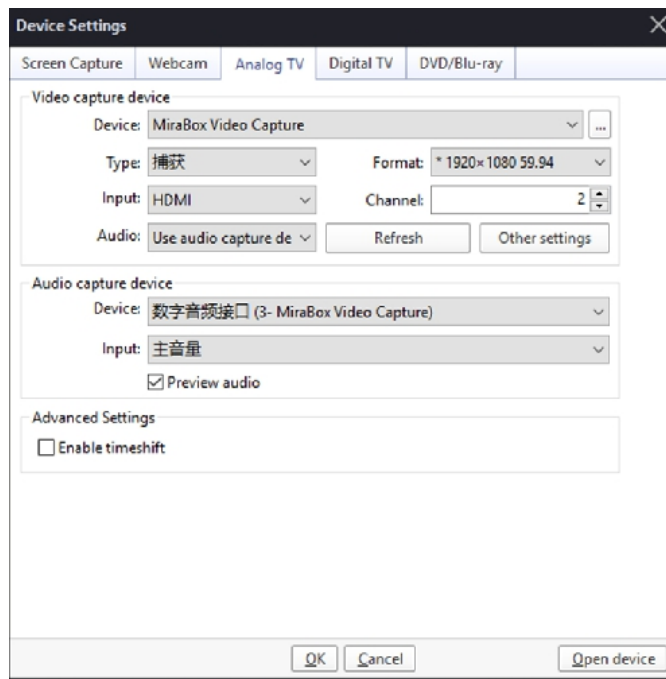 Device Settings
Screen Capture Webcam Analog TV Digital TV DVD/Blu-ray
Video capture device
Device: MiraBox Video Capture ...
Type: 捕获 Format: * 1920×1080 59.94
Input: HDMI Channel: 2
Audio: Use audio capture de Refresh Other settings
Audio capture device
Device: 数字音频接口 (3- MiraBox Video Capture)
Input: 主音量
Preview audio
Advanced Settings
Enable timeshift
OK Cancel Open device